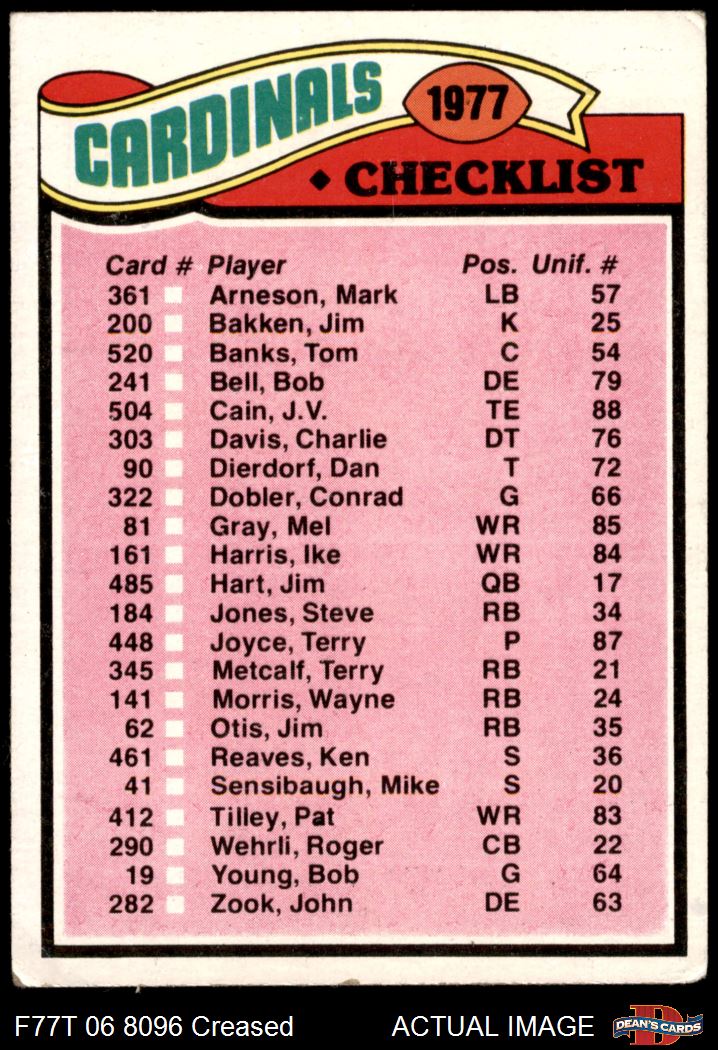 CARDINALS 1977
◆ CHECKLIST
Card # Player Pos. Unif. #
361 Arneson, Mark LB 57
200 Bakken, Jim K 25
520 Banks, Tom C 54
241 Bell, Bob DE 79
504 Cain, J.V. TE 88
303 Davis, Charlie DT 76
90 Dierdorf, Dan T 72
322 Dobler, Conrad G 66
81 Gray, Mel WR 85
161 Harris, Ike WR 84
485 Hart, Jim QB 17
184 Jones, Steve RB 34
448 Joyce, Terry P 87
345 Metcalf, Terry RB 21
141 Morris, Wayne RB 24
62 Otis, Jim RB 35
461 Reaves, Ken S 36
41 Sensibaugh, Mike S 20
412 Tilley, Pat WR 83
290 Wehrli, Roger CB 22
19 Young, Bob G 64
282 Zook, John DE 63
F77T 06 8096 Creased ACTUAL IMAGE D DEAN'S CARDS